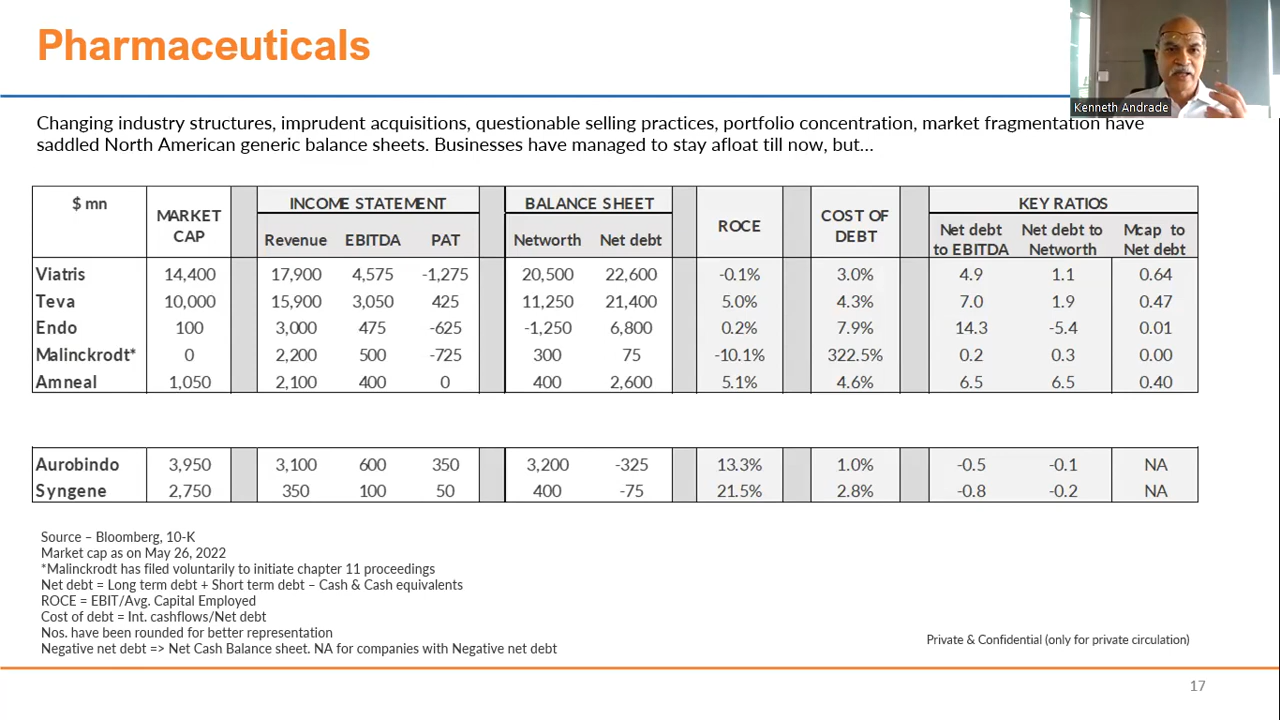 Pharmaceuticals
Kenneth Andrade
Changing industry structures, imprudent acquisitions, questionable selling practices, portfolio concentration, market fragmentation have
saddled North American generic balance sheets. Businesses have managed to stay afloat till now, but...
$ mn MARKET CAP INCOME STATEMENT BALANCE SHEET ROCE COST OF DEBT KEY RATIOS
Revenue EBITDA PAT Networth Net debt Net debt to EBITDA Net debt to Networth Mcap to Net debt
Viatris 14,400 17,900 4,575 -1,275 20,500 22,600 -0.1% 3.0% 4.9 1.1 0.64
Teva 10,000 15,900 3,050 425 11,250 21,400 5.0% 4.3% 7.0 1.9 0.47
Endo 100 3,000 475 -625 -1,250 6,800 0.2% 7.9% 14.3 -5.4 0.01
Malinckrodt* 0 2,200 500 -725 300 75 -10.1% 322.5% 0.2 0.3 0.00
Amneal 1,050 2,100 400 0 400 2,600 5.1% 4.6% 6.5 6.5 0.40
Aurobindo 3,950 3,100 600 350 3,200 -325 13.3% 1.0% -0.5 -0.1 NA
Syngene 2,750 350 100 50 400 -75 21.5% 2.8% -0.8 -0.2 NA
Source – Bloomberg, 10-K
Market cap as on May 26, 2022
*Malinckrodt has filed voluntarily to initiate chapter 11 proceedings
Net debt = Long term debt + Short term debt – Cash & Cash equivalents
ROCE = EBIT/Avg. Capital Employed
Cost of debt = Int. cashflows/Net debt
Nos. have been rounded for better representation
Negative net debt => Net Cash Balance sheet. NA for companies with Negative net debt
Private & Confidential (only for private circulation)
17